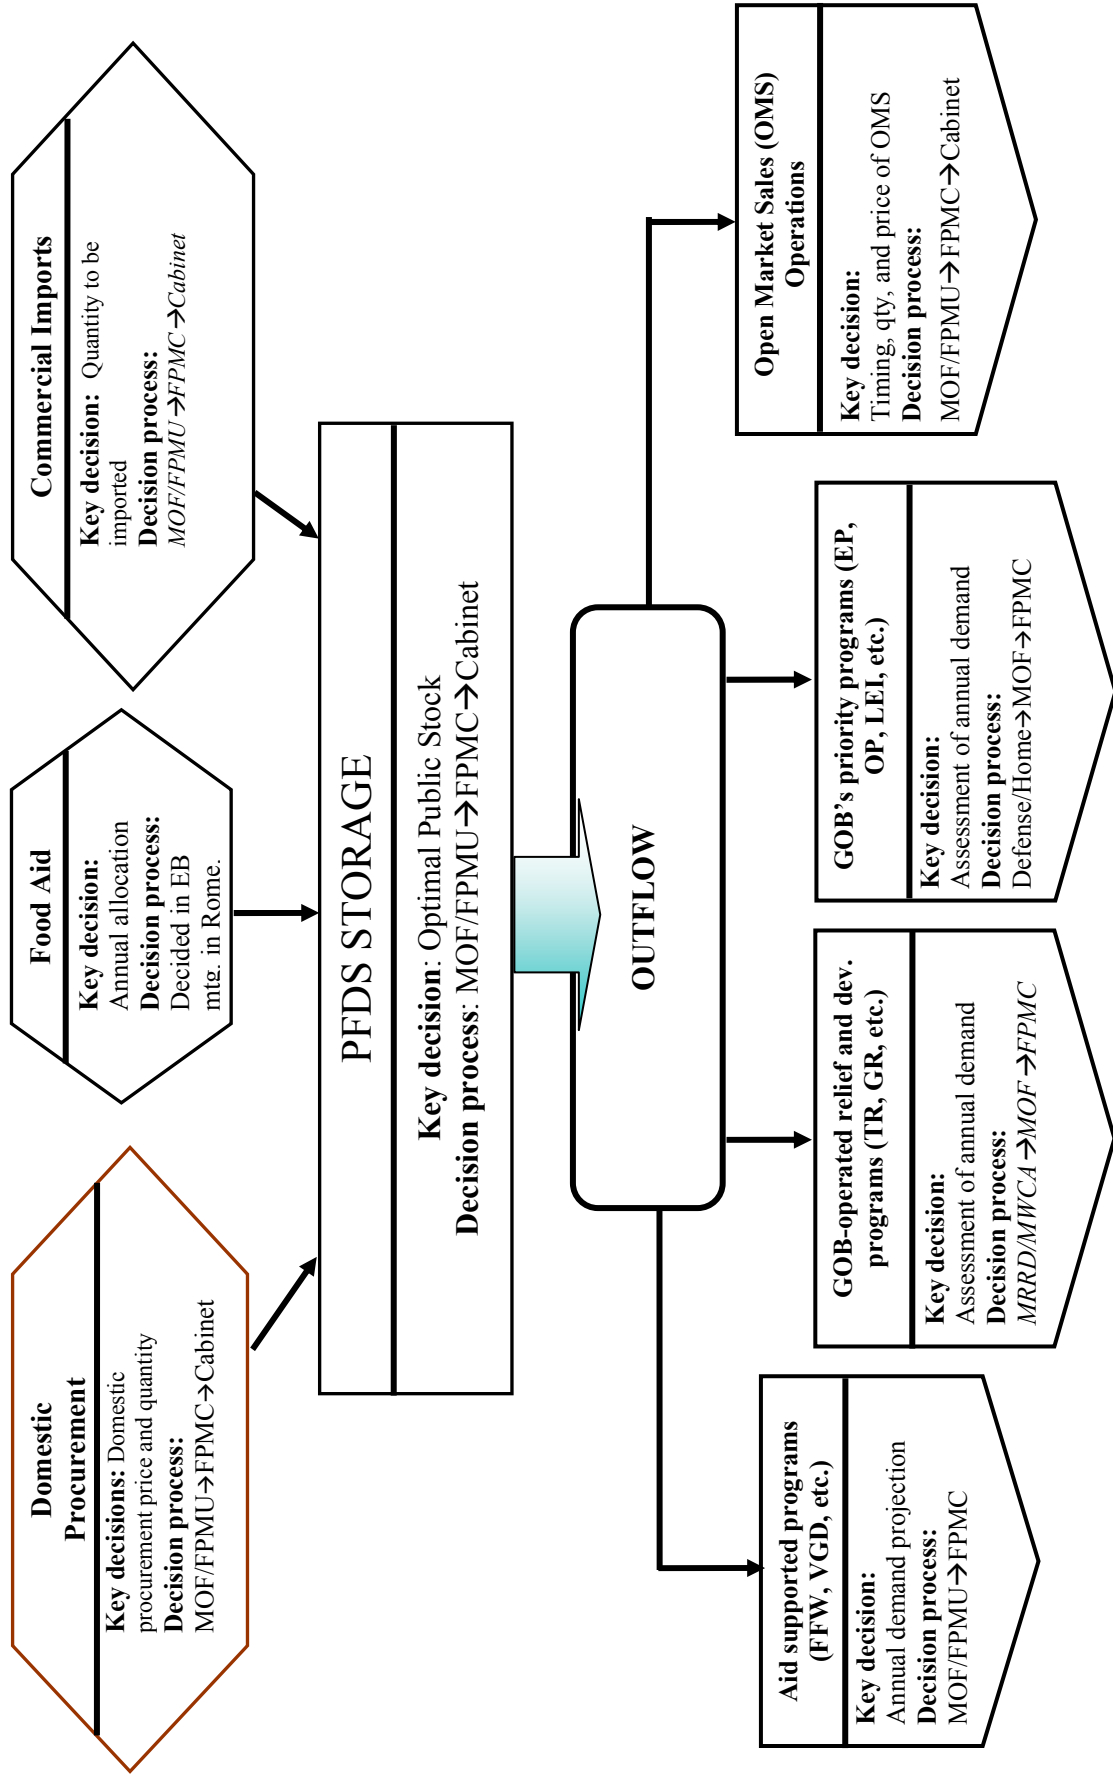 Domestic
Procurement
Key decisions: Domestic
procurement price and quantity
Decision process:
MOF/FPMU→FPMC→Cabinet
Food Aid
Key decision:
Annual allocation
Decision process:
Decided in EB
mtg. in Rome.
Commercial Imports
Key decision: Quantity to be
imported
Decision process:
MOF/FPMU→FPMC→Cabinet
PFDS STORAGE
Key decision: Optimal Public Stock
Decision process: MOF/FPMU→FPMC→Cabinet
OUTFLOW
Aid supported programs
(FFW, VGD, etc.)
Key decision:
Annual demand projection
Decision process:
MOF/FPMU→FPMC
GOB-operated relief and dev.
programs (TR, GR, etc.)
Key decision:
Assessment of annual demand
Decision process:
MRRD/MWCA→MOF→FPMC
GOB's priority programs (EP,
OP, LEI, etc.)
Key decision:
Assessment of annual demand
Decision process:
Defense/Home→MOF→FPMC
Open Market Sales (OMS)
Operations
Key decision:
Timing, qty, and price of OMS
Decision process:
MOF/FPMU→FPMC→Cabinet